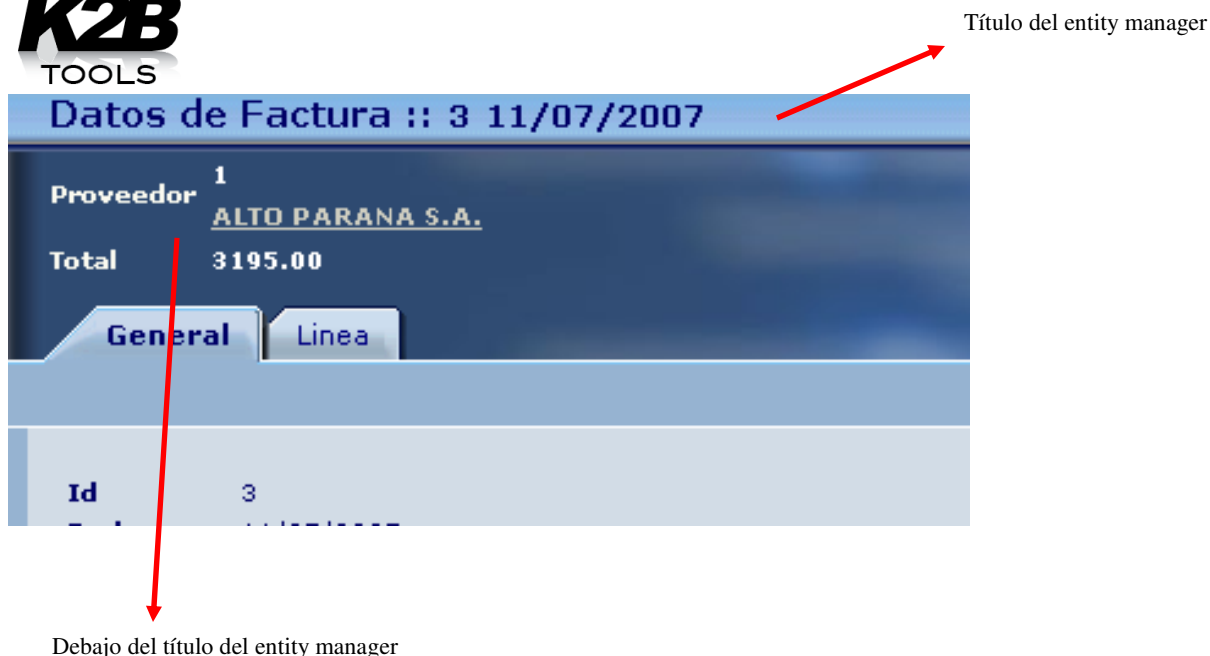 K2B
TOOLS
Título del entity manager
Datos de Factura :: 3 11/07/2007
Proveedor
1
ALTO PARANA S.A.
Total 3195.00
General Linea
Id 3
Debajo del título del entity manager